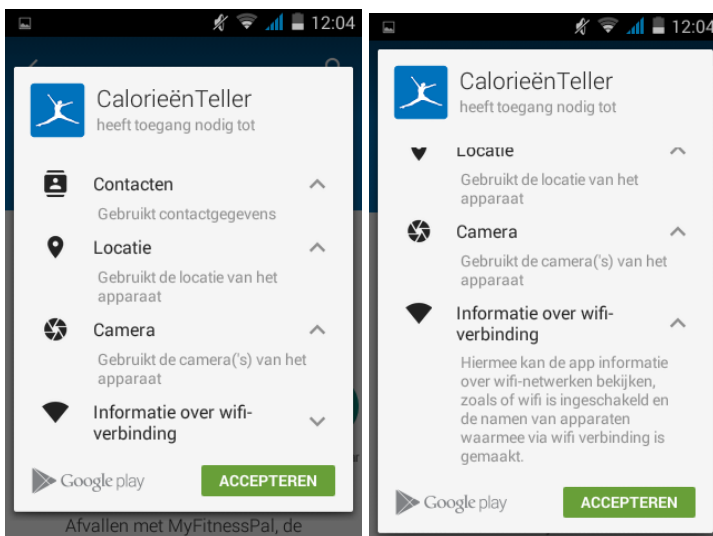 12:04
CalorieënTeller
heeft toegang nodig tot
Contacten
Gebruikt contactgegevens
Locatie
Gebruikt de locatie van het
apparaat
Camera
Gebruikt de camera('s) van het
apparaat
Informatie over wifi-
verbinding
Google play
ACCEPTEREN
Afvallen met MyFitnessPal, de
12:04
CalorieënTeller
heeft toegang nodig tot
Locatie
Gebruikt de locatie van het
apparaat
Camera
Gebruikt de camera('s) van het
apparaat
Informatie over wifi-
verbinding
Hiermee kan de app informatie
over wifi-netwerken bekijken,
zoals of wifi is ingeschakeld en
de namen van apparaten
waarmee via wifi verbinding is
gemaakt.
Google play
ACCEPTEREN